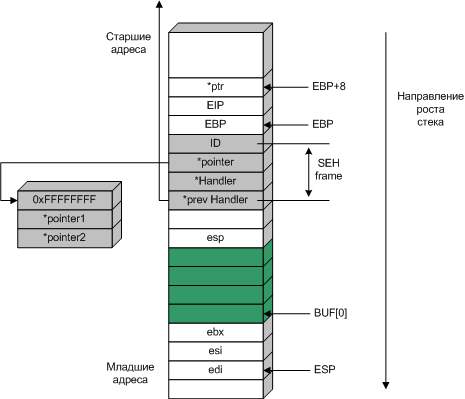 Старшие
адреса
*ptr
EBP+8
EIP
EBP
EBP
Направление
роста
стека
ID
*pointer
SEH
frame
*Handler
*prev Handler
0xFFFFFFFF
*pointer1
*pointer2
esp
BUF[0]
ebx
esi
Младшие
адреса
edi
ESP